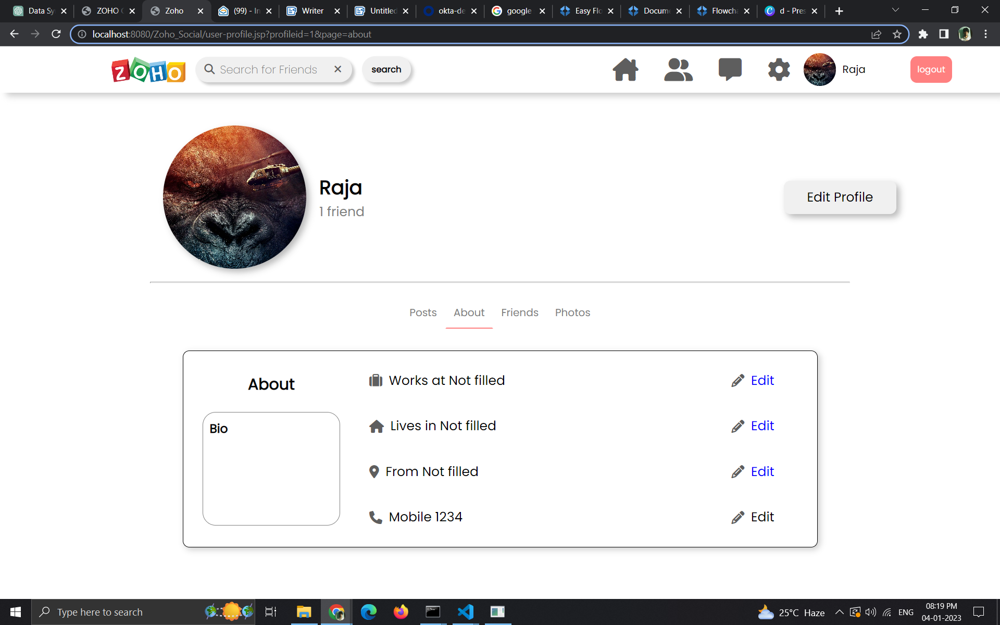 Data Sy
ZOHO
Zoho
(99) - In
Writer
Untitled
okta-de
google
Easy Flo
Docum
Flowcha
d - Pres
localhost:8080/Zoho_Social/user-profile.jsp?profileid=1&page=about
ZOHO
Search for Friends
search
Raja
logout
Raja
1 friend
Edit Profile
Posts
About
Friends
Photos
About
Bio
Works at Not filled
Edit
Lives in Not filled
Edit
From Not filled
Edit
Mobile 1234
Edit
Type here to search
25°C Haze
ENG
08:19 PM
04-01-2023